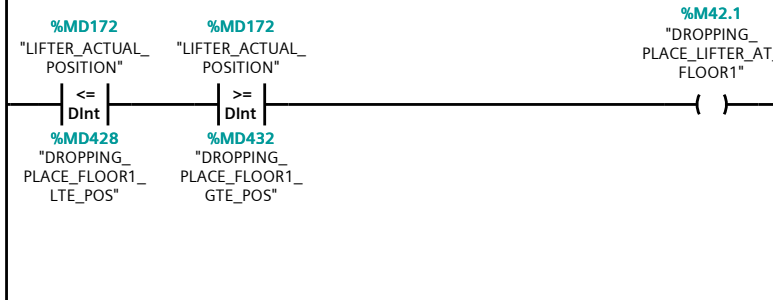 %MD172
"LIFTER_ACTUAL_
POSITION"
<=
DInt
%MD428
"DROPPING_
PLACE_FLOOR1_
LTE_POS"
%MD172
"LIFTER_ACTUAL_
POSITION"
>=
DInt
%MD432
"DROPPING_
PLACE_FLOOR1_
GTE_POS"
%M42.1
"DROPPING_
PLACE_LIFTER_AT_
FLOOR1"